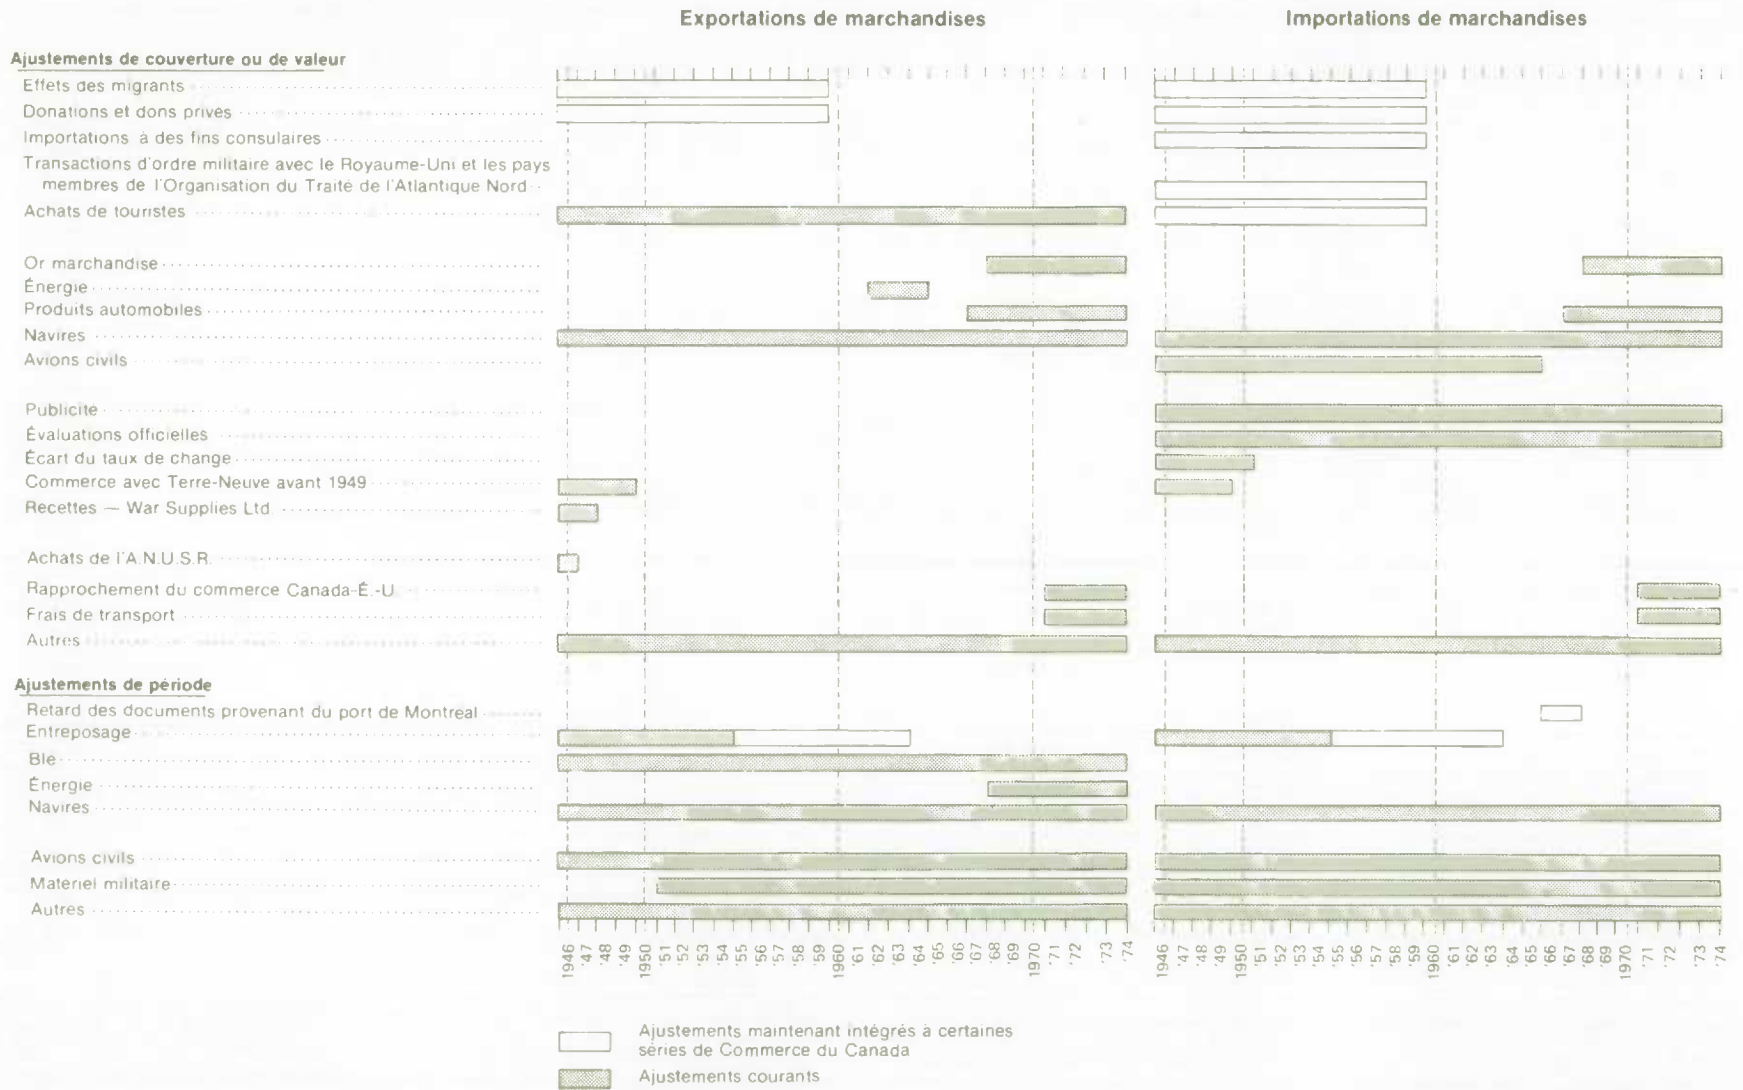 Exportations de marchandises
Importations de marchandises
Ajustements de couverture ou de valeur
Effets des migrants
Donations et dons privés
Importations à des fins consulaires
Transactions d'ordre militaire avec le Royaume-Uni et les pays
membres de l'Organisation du Traité de l'Atlantique Nord
Achats de touristes
Or marchandise
Énergie
Produits automobiles
Navires
Avions civils
Publicité
Évaluations officielles
Écart du taux de change
Commerce avec Terre-Neuve avant 1949
Recettes — War Supplies Ltd.
Achats de l'A.N.U.S.R.
Rapprochement du commerce Canada-É.-U.
Frais de transport
Autres
Ajustements de période
Retard des documents provenant du port de Montreal
Entreposage
Blé
Énergie
Navires
Avions civils
Matériel militaire
Autres
1946 '47 '48 '49 1950 '51 '52 '53 '54 '55 '56 '57 '58 '59 1960 '61 '62 '63 '64 '65 '66 '67 '68 '69 1970 '71 '72 '73 '74
1946 '47 '48 '49 1950 '51 '52 '53 '54 '55 '56 '57 '58 '59 1960 '61 '62 '63 '64 '65 '66 '67 '68 '69 1970 '71 '72 '73 '74
Ajustements maintenant intégrés à certaines
séries de Commerce du Canada
Ajustements courants